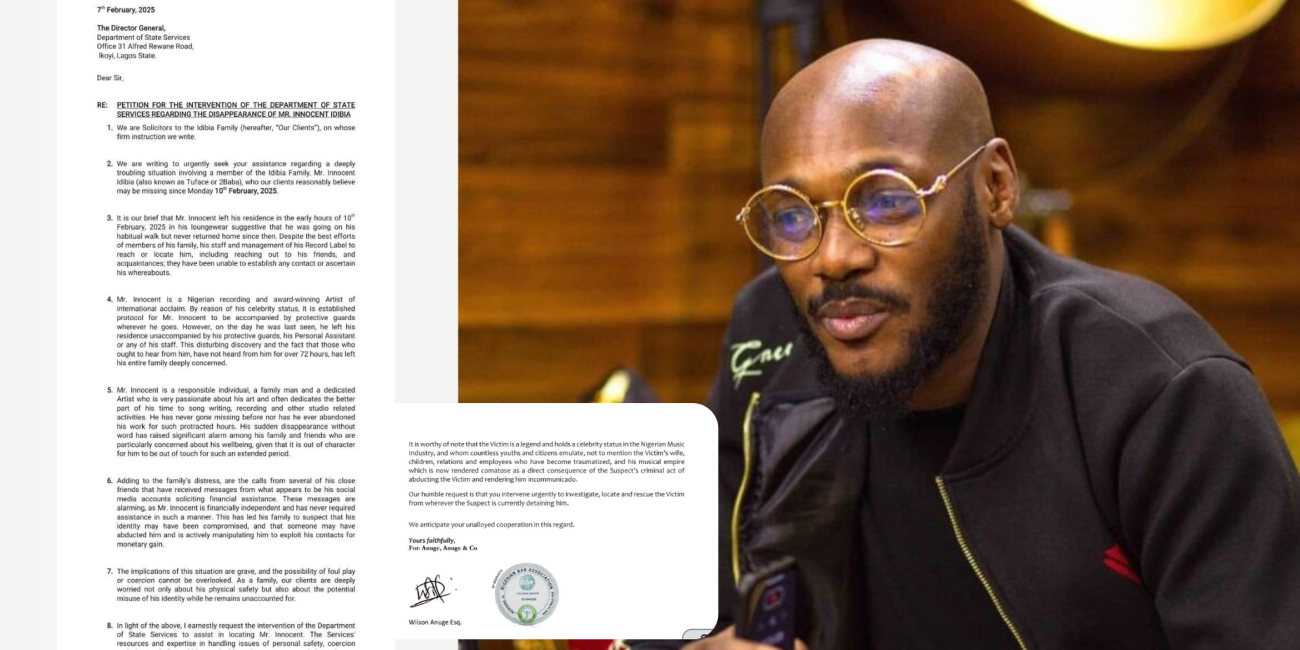 7th February, 2025
The Director General,
Department of State Services
Office 31 Alfred Rewane Road,
Ikoyi, Lagos State.
Dear Sir,
RE: PETITION FOR THE INTERVENTION OF THE DEPARTMENT OF STATE
SERVICES REGARDING THE DISAPPEARANCE OF MR. INNOCENT IDIBIA
1. We are Solicitors to the Idibia Family (hereafter, “Our Clients”), on whose
firm instruction we write.
2. We are writing to urgently seek your assistance regarding a deeply
troubling situation involving a member of the Idibia Family, Mr. Innocent
Idibia (also known as Tuface or 2Baba), who our clients reasonably believe
may be missing since Monday 10th February, 2025.
3. It is our brief that Mr. Innocent left his residence in the early hours of 10th
February, 2025 in his loungewear suggestive that he was going on his
habitual walk but never returned home since then. Despite the best efforts
of members of his family, his staff and management of his Record Label to
reach or locate him, including reaching out to his friends, and
acquaintances; they have been unable to establish any contact or ascertain
his whereabouts.
4. Mr. Innocent is a Nigerian recording and award-winning Artist of
international acclaim. By reason of his celebrity status, it is established
protocol for Mr. Innocent to be accompanied by protective guards
wherever he goes. However, on the day he was last seen, he left his
residence unaccompanied by his protective guards, his Personal Assistant
or any of his staff. This disturbing discovery and the fact that those who
ought to hear from him, have not heard from him for over 72 hours, has left
his entire family deeply concerned.
5. Mr. Innocent is a responsible individual, a family man and a dedicated
Artist who is very passionate about his art and often dedicates the better
part of his time to song writing, recording and other studio related
activities. He has never gone missing before nor has he ever abandoned
his work for such protracted hours. His sudden disappearance without
word has raised significant alarm among his family and friends who are
particularly concerned about his wellbeing, given that it is out of character
for him to be out of touch for such an extended period.
6. Adding to the family's distress, are the calls from several of his close
friends that have received messages from what appears to be his social
media accounts soliciting financial assistance. These messages are
alarming, as Mr. Innocent is financially independent and has never required
assistance in such a manner. This has led his family to suspect that his
identity may have been compromised, and that someone may have
abducted him and is actively manipulating him to exploit his contacts for
monetary gain.
7. The implications of this situation are grave, and the possibility of foul play
or coercion cannot be overlooked. As a family, our clients are deeply
worried not only about his physical safety but also about the potential
misuse of his identity while he remains unaccounted for.
8. In light of the above, I earnestly request the intervention of the Department
of State Services to assist in locating Mr. Innocent. The Services'
resources and expertise in handling issues of personal safety, coercion
It is worthy of note that the Victim is a legend and holds a celebrity status in the Nigerian Music
Industry, and whom countless youths and citizens emulate, not to mention the Victim's wife,
children, relations and employees who have become traumatized, and his musical empire
which is now rendered comatose as a direct consequence of the Suspect's criminal act of
abducting the Victim and rendering him incommunicado.
Our humble request is that you intervene urgently to investigate, locate and rescue the Victim
from wherever the Suspect is currently detaining him.
We anticipate your unalloyed cooperation in this regard.
Yours faithfully,
For: Anuge, Anuge & Co
NIGERIAN BAR ASSOCIATION
Wilson Anuge Esq.